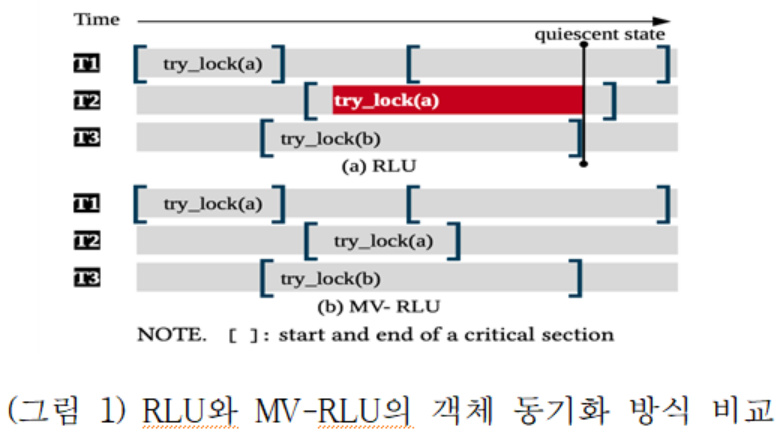 Time
quiescent state
T1 [ try_lock(a) ] [ ]
T2 [ try_lock(a) ]
T3 [ try_lock(b) ]
(a) RLU
T1 [ try_lock(a) ] [ ]
T2 [ try_lock(a) ]
T3 [ try_lock(b) ]
(b) MV- RLU
NOTE. [ ]: start and end of a critical section
(그림 1) RLU와 MV-RLU의 객체 동기화 방식 비교